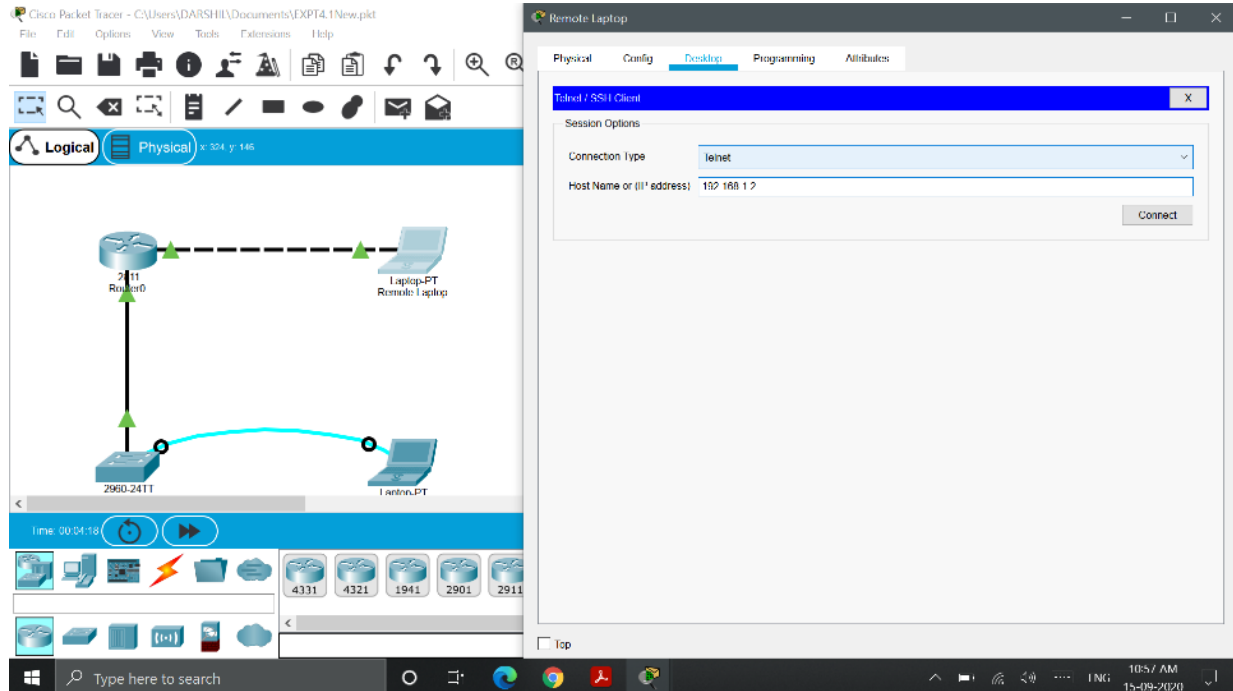 Cisco Packet Tracer - C:\Users\DARSHIL\Documents\EXPT4.1New.pkt
File Edit Options View Tools Extensions Help
Logical
Physical
x: 324, y: 146
2811
Router0
Laptop-PT
Remote Laptop
2960-24TT
Laptop-PT
Time: 00:04:18
4331
4321
1941
2901
2911
Remote Laptop
Physical Config Desktop Programming Attributes
Telnet / SSH Client
X
Session Options
Connection Type Telnet
Host Name or (IP address) 192.168.1.2
Connect
Top
Type here to search
ENG
10:57 AM
15-09-2020